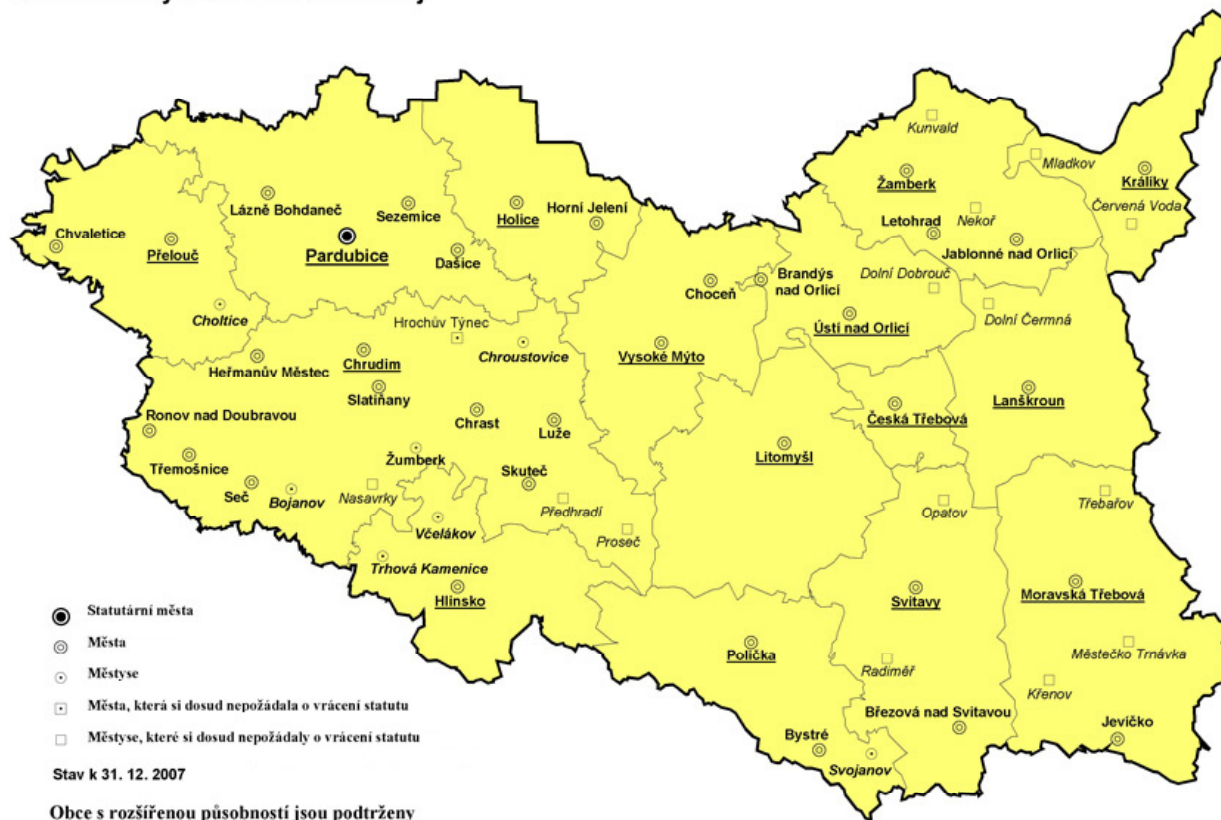 Kunvald
Mladkov
Žamberk
Králíky
Lázně Bohdaneč
Sezemice
Holice
Horní Jelení
Nekoř
Červená Voda
Chvaletice
Přelouč
Pardubice
Dašice
Letohrad
Jablonné nad Orlicí
Choceň
Brandýs
nad Orlicí
Dolní Dobrouč
Choltice
Hrochův Týnec
Chroustovice
Ústí nad Orlicí
Dolní Čermná
Vysoké Mýto
Heřmanův Městec
Chrudim
Slatiňany
Lanškroun
Ronov nad Doubravou
Chrast
Luže
Česká Třebová
Litomyšl
Třemošnice
Žumberk
Skuteč
Seč
Bojanov
Nasavrky
Předhradí
Opatov
Třebařov
Včelákov
Proseč
Trhová Kamenice
Hlinsko
Svitavy
Moravská Třebová
Polička
Radiměř
Městečko Trnávka
Křenov
Březová nad Svitavou
Jevíčko
Bystré
Svojanov
Statutární města
Města
Městyse
Města, která si dosud nepožádala o vrácení statutu
Městyse, které si dosud nepožádaly o vrácení statutu
Stav k 31. 12. 2007
Obce s rozšířenou působností jsou podtrženy